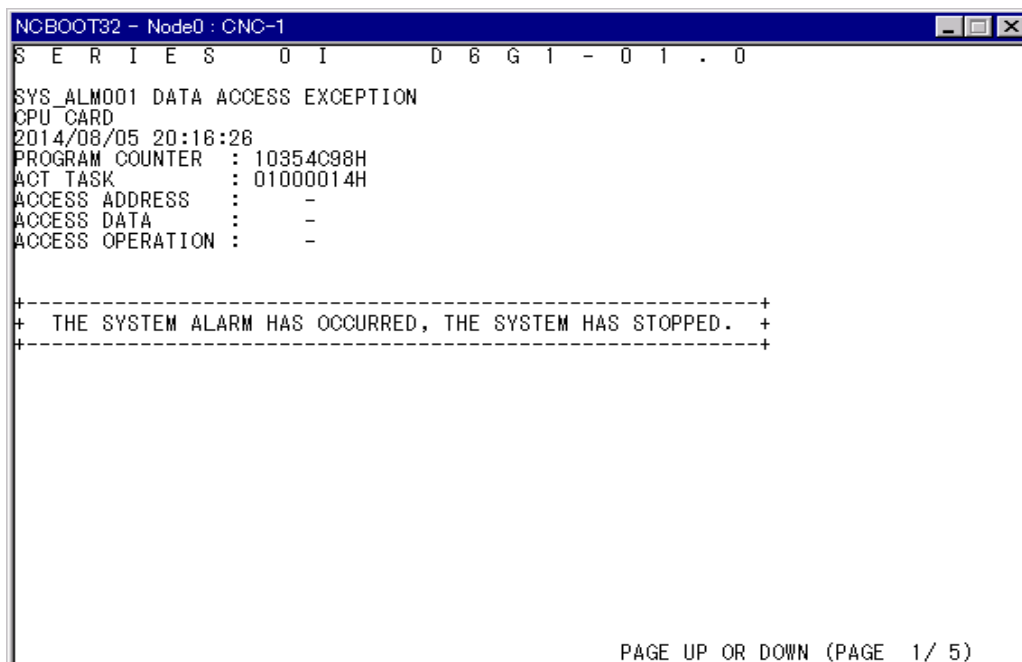 NCBOOT32 - Node0 : CNC-1
S E R I E S 0 I D 6 G 1 - 0 1 . 0
SYS_ALM001 DATA ACCESS EXCEPTION
CPU CARD
2014/08/05 20:16:26
PROGRAM COUNTER : 10354C98H
ACT TASK : 01000014H
ACCESS ADDRESS : -
ACCESS DATA : -
ACCESS OPERATION : -
+------------------------------------------------------------+
+ THE SYSTEM ALARM HAS OCCURRED, THE SYSTEM HAS STOPPED. +
+------------------------------------------------------------+
PAGE UP OR DOWN (PAGE 1/ 5)